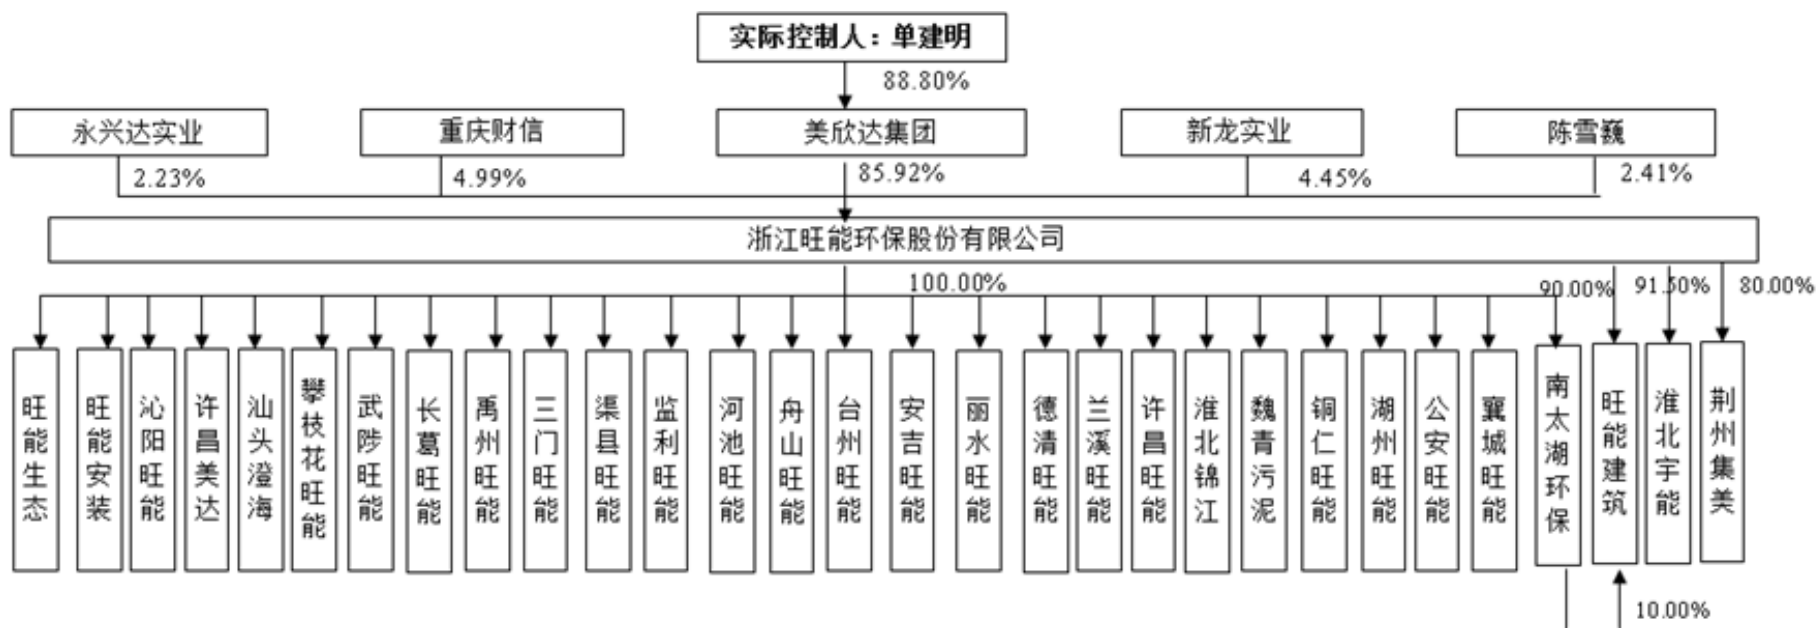 实际控制人：单建明
88.80%
永兴达实业
重庆财信
美欣达集团
新龙实业
陈雪巍
2.23%
4.99%
85.92%
4.45%
2.41%
浙江旺能环保股份有限公司
100.00%
90.00%
91.50%
80.00%
旺能生态
旺能安装
沁阳旺能
许昌美达
汕头澄海
攀枝花旺能
武陟旺能
长葛旺能
禹州旺能
三门旺能
渠县旺能
监利旺能
河池旺能
舟山旺能
台州旺能
安吉旺能
丽水旺能
德清旺能
兰溪旺能
许昌旺能
淮北锦江
魏青污泥
铜仁旺能
湖州旺能
公安旺能
襄城旺能
南太湖环保
旺能建筑
淮北宇能
荆州集美
10.00%